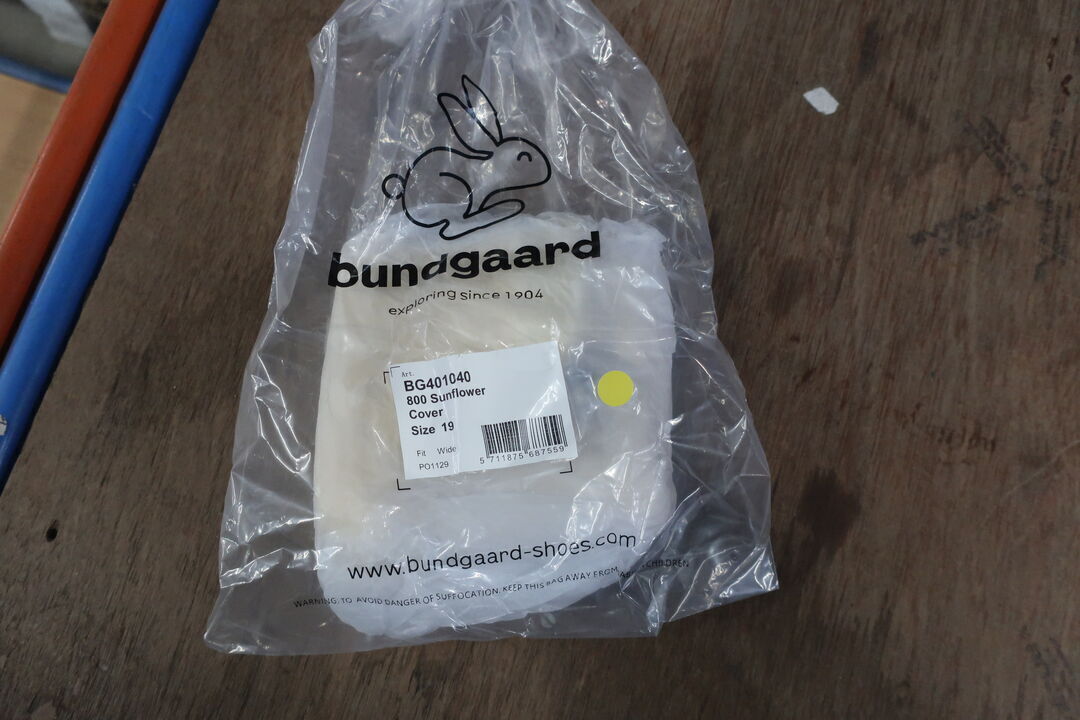 bundgaard
exploring since 1904
Art.
BG401040
800 Sunflower
Cover
Size 19
Fit Wide
PO1129
5 711875 687559
www.bundgaard-shoes.com
WARNING: TO AVOID DANGER OF SUFFOCATION. KEEP THIS BAG AWAY FROM CHILDREN